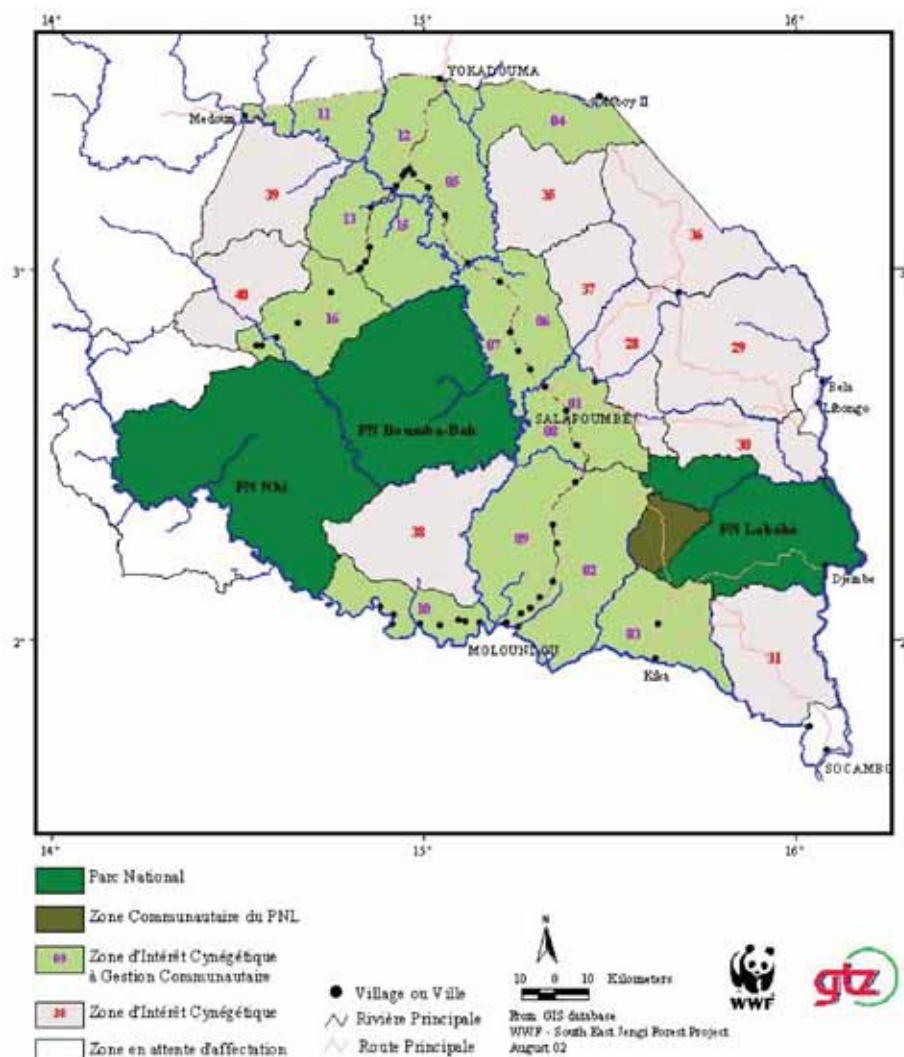 14°
15
16°
YOKADOUMA
Mboy II
Medoum
11
04
12
39
05
35
13
15
36
3°
3°
40
37
16
06
07
28
29
Bela
Libongo
01
SALAPOUMBE
08
30
PN Boumba-Bek
PN Nki
PN Lobéké
38
09
02
Djembe
10
03
2°
MOLOUNDOU
31
Kika
SOCAMBO
14°
15
16°
Parc National
Zone Communautaire du PNL
Zone d'Intérêt Cynégétique
à Gestion Communautaire
Zone d'Intérêt Cynégétique
Zone en attente d'affectation
Village ou Ville
Rivière Principale
Route Principale
N
10 0 10 Kilometers
From GIS database
WWF - South East Jengi Forest Project
August 02
WWF
gtz